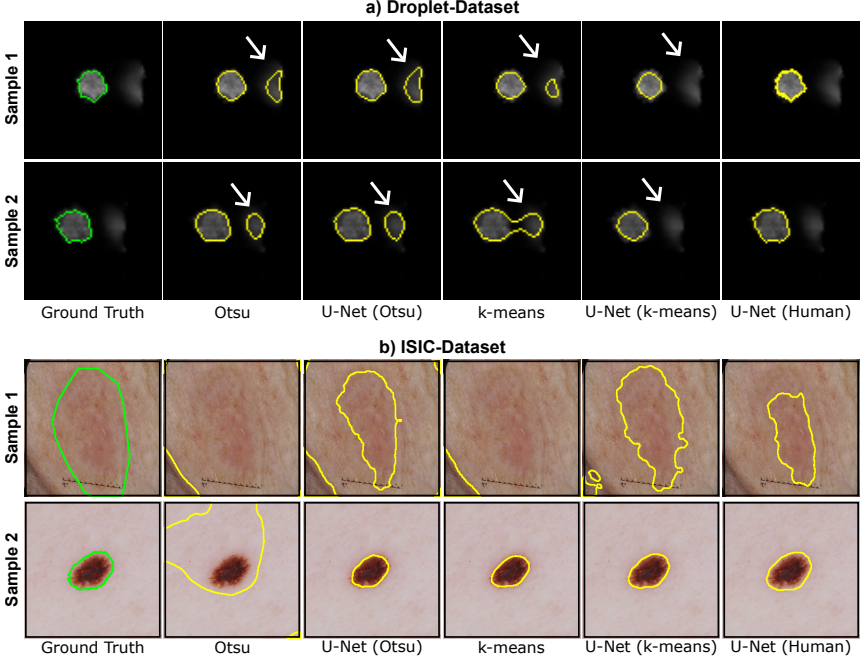 a) Droplet-Dataset
Sample 1
Sample 2
Ground Truth Otsu U-Net (Otsu) k-means U-Net (k-means) U-Net (Human)
b) ISIC-Dataset
Sample 1
Sample 2
Ground Truth Otsu U-Net (Otsu) k-means U-Net (k-means) U-Net (Human)